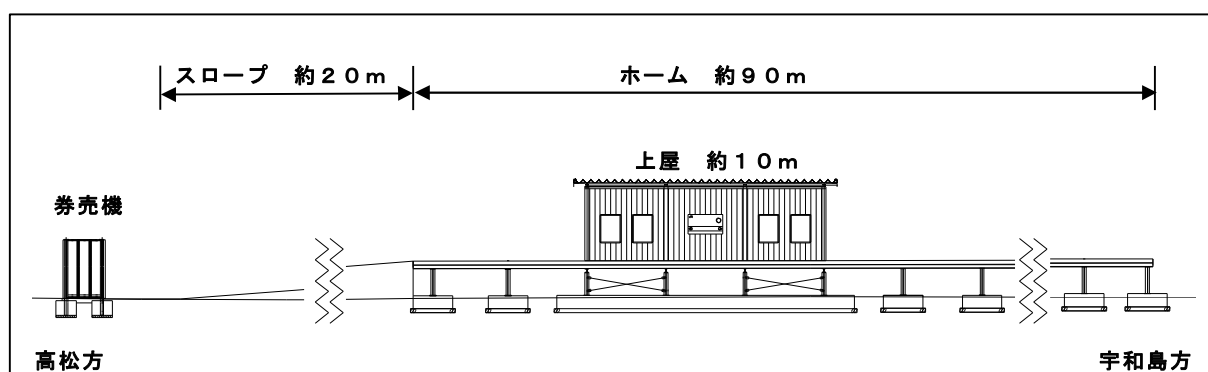 スロープ　約２０ｍ
ホーム　約９０ｍ
上屋　約１０ｍ
券売機
高松方
宇和島方